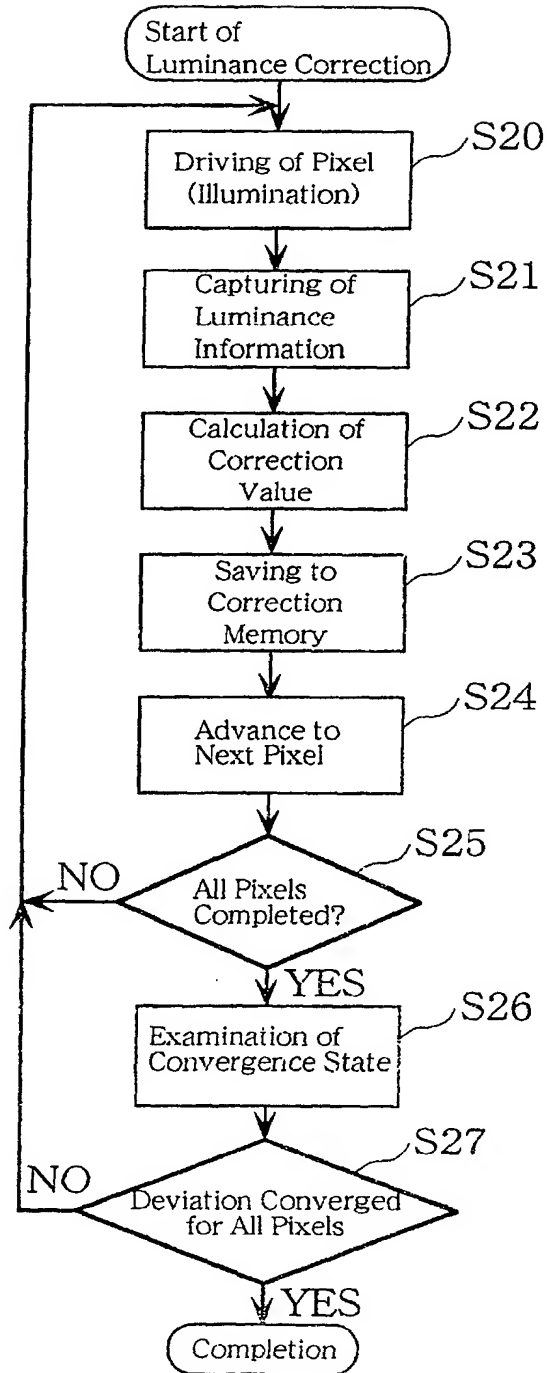 Start of
Luminance Correction
S20
Driving of Pixel
(Illumination)
S21
Capturing of
Luminance
Information
S22
Calculation of
Correction
Value
S23
Saving to
Correction
Memory
S24
Advance to
Next Pixel
S25
NO
All Pixels
Completed?
YES
S26
Examination of
Convergence State
S27
NO
Deviation Converged
for All Pixels
YES
Completion